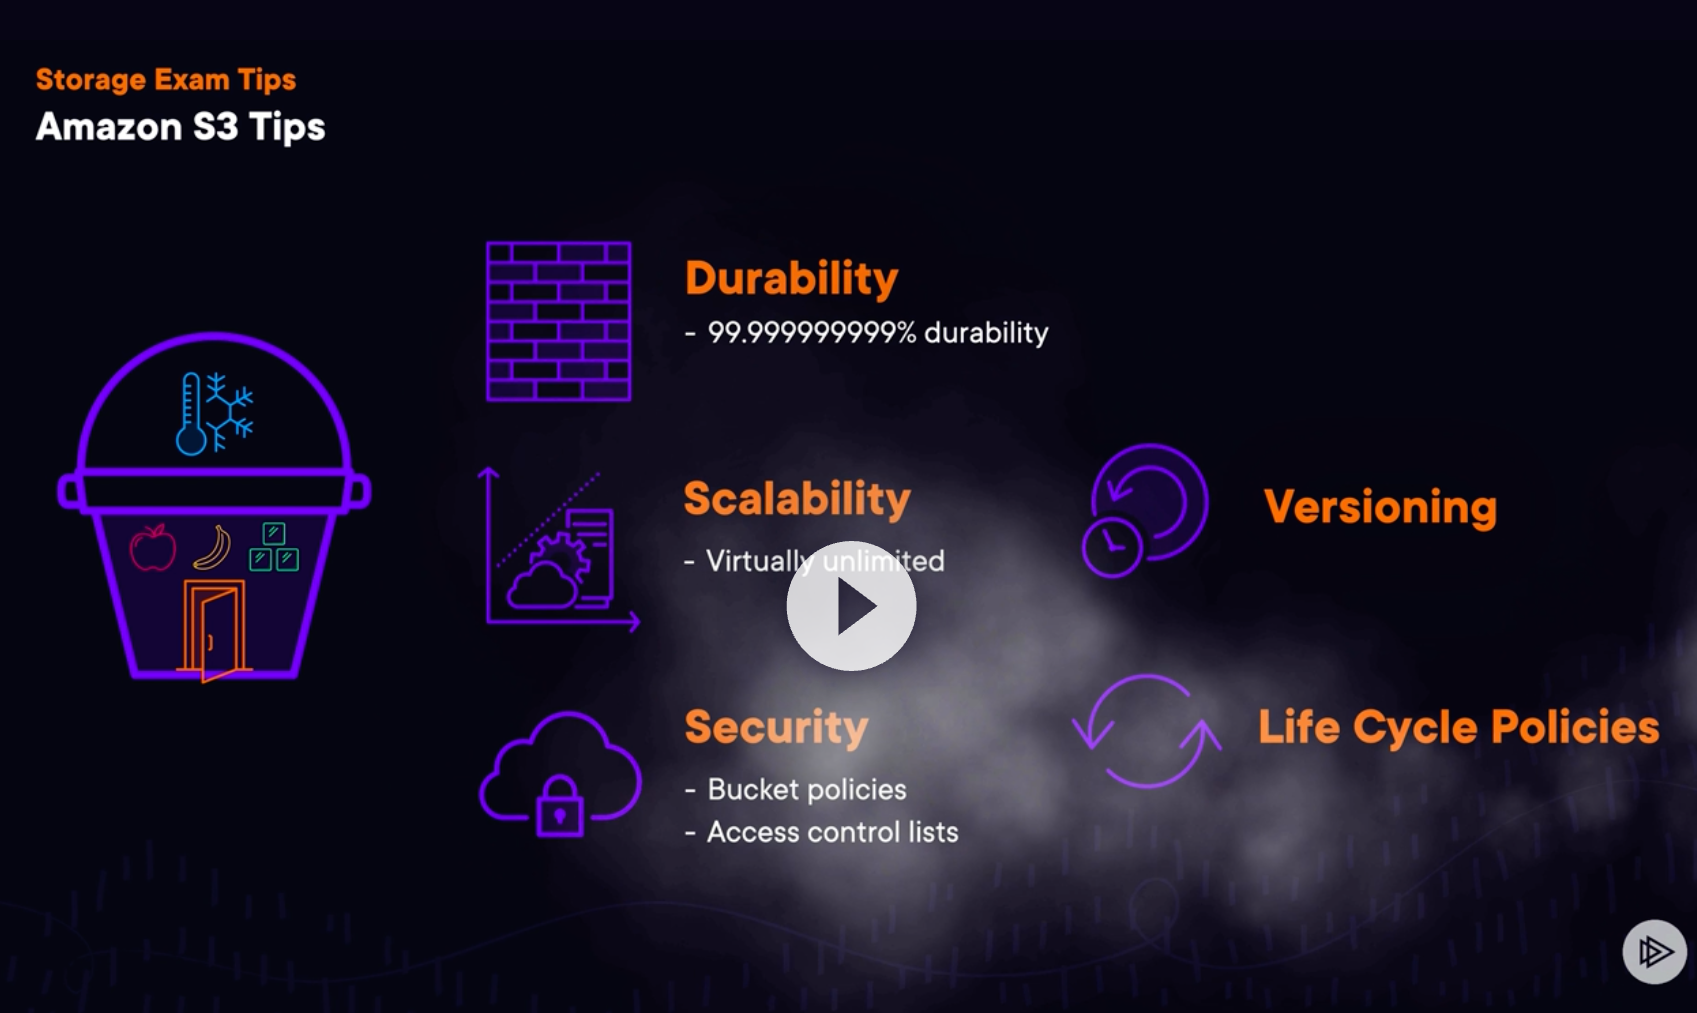 Storage Exam Tips
Amazon S3 Tips
Durability
- 99.999999999% durability
Scalability
- Virtually unlimited
Security
- Bucket policies
- Access control lists
Versioning
Life Cycle Policies